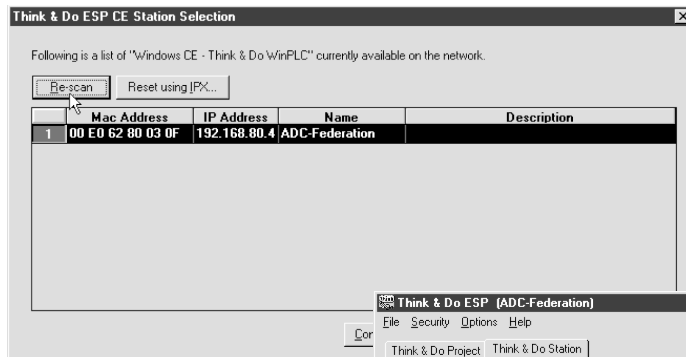 Think & Do ESP CE Station Selection
Following is a list of "Windows CE - Think & Do WinPLC" currently available on the network.
Re-scan Reset using IPX...
Mac Address IP Address Name Description
1 00 E0 62 80 03 0F 192.168.80.4 ADC-Federation
Think & Do ESP (ADC-Federation)
File Security Options Help
Think & Do Project Think & Do Station